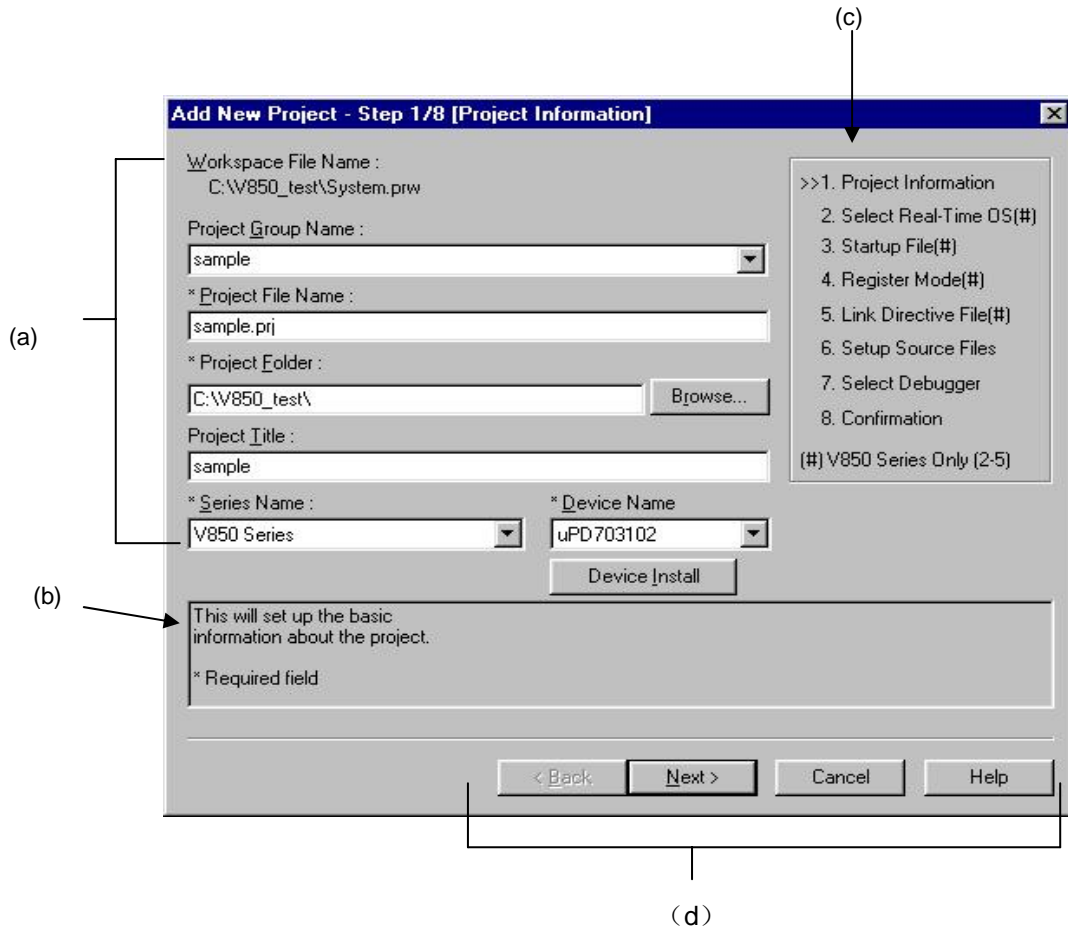 (c)
Add New Project - Step 1/8 [Project Information]
Workspace File Name :
C:\V850_test\System.prw
Project Group Name :
sample
* Project File Name :
sample.prj
* Project Folder :
C:\V850_test\
Browse...
Project Title :
sample
* Series Name :
* Device Name
V850 Series
uPD703102
Device Install
>>1. Project Information
2. Select Real-Time OS(#)
3. Startup File(#)
4. Register Mode(#)
5. Link Directive File(#)
6. Setup Source Files
7. Select Debugger
8. Confirmation
(#) V850 Series Only (2-5)
(a)
(b)
This will set up the basic
information about the project.
* Required field
< Back
Next >
Cancel
Help
（d）